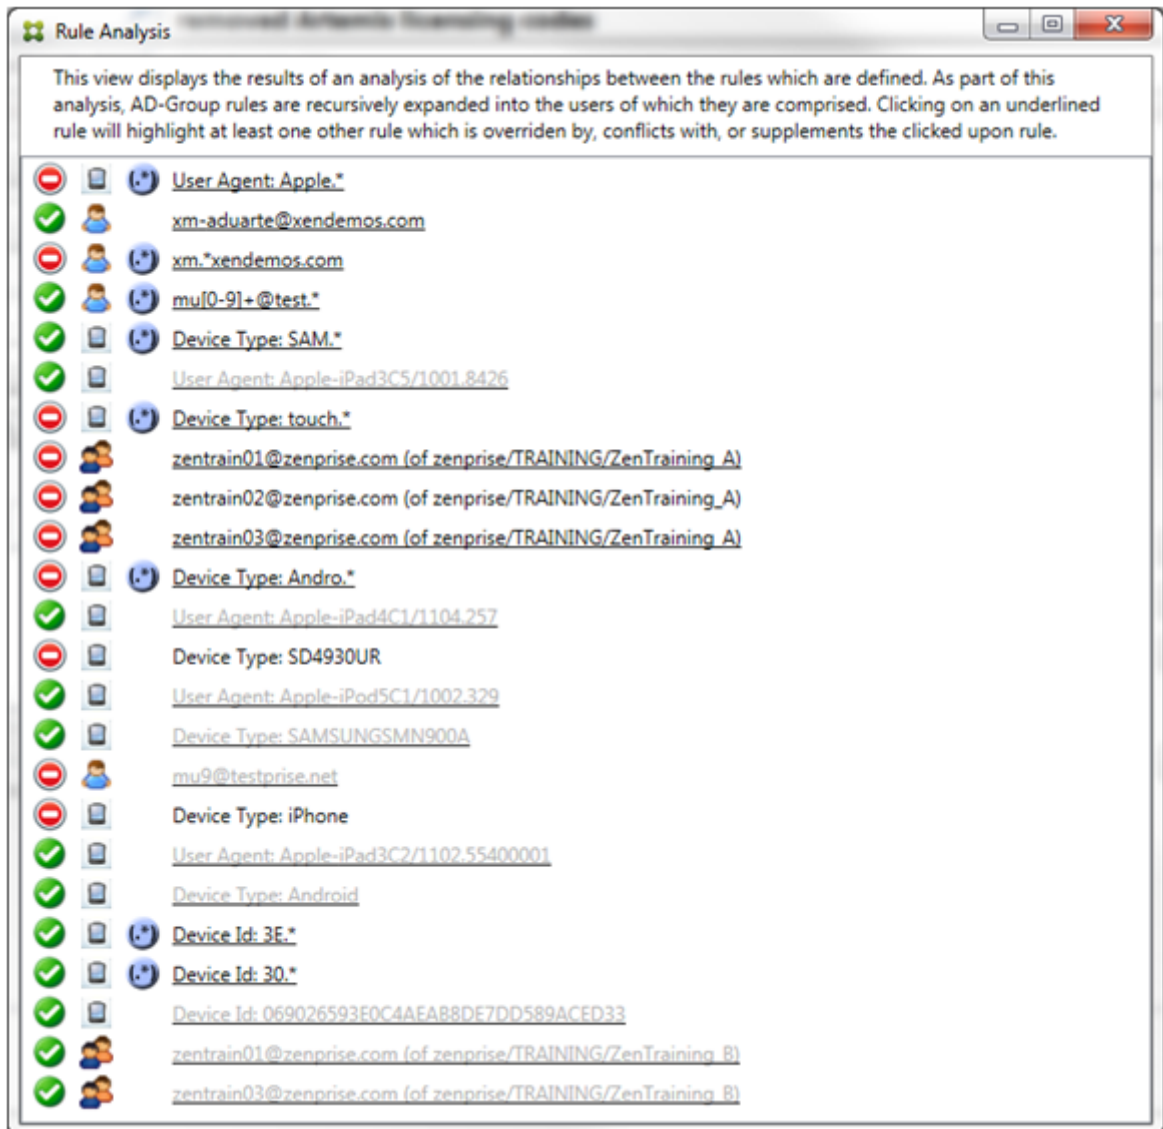 removed Artemis licensing codes
Rule Analysis
This view displays the results of an analysis of the relationships between the rules which are defined. As part of this
analysis, AD-Group rules are recursively expanded into the users of which they are comprised. Clicking on an underlined
rule will highlight at least one other rule which is overriden by, conflicts with, or supplements the clicked upon rule.
(.*) User Agent: Apple.*
xm-aduarte@xendemos.com
(.*) xm.*xendemos.com
(.*) mu[0-9]+@test.*
(.*) Device Type: SAM.*
User Agent: Apple-iPad3C5/1001.8426
(.*) Device Type: touch.*
zentrain01@zenprise.com (of zenprise/TRAINING/ZenTraining_A)
zentrain02@zenprise.com (of zenprise/TRAINING/ZenTraining_A)
zentrain03@zenprise.com (of zenprise/TRAINING/ZenTraining_A)
(.*) Device Type: Andro.*
User Agent: Apple-iPad4C1/1104.257
Device Type: SD4930UR
User Agent: Apple-iPod5C1/1002.329
Device Type: SAMSUNGSMN900A
mu9@testprise.net
Device Type: iPhone
User Agent: Apple-iPad3C2/1102.55400001
Device Type: Android
(.*) Device Id: 3E.*
(.*) Device Id: 30.*
Device Id: 069026593E0C4AEAB8DE7DD589ACED33
zentrain01@zenprise.com (of zenprise/TRAINING/ZenTraining_B)
zentrain03@zenprise.com (of zenprise/TRAINING/ZenTraining_B)